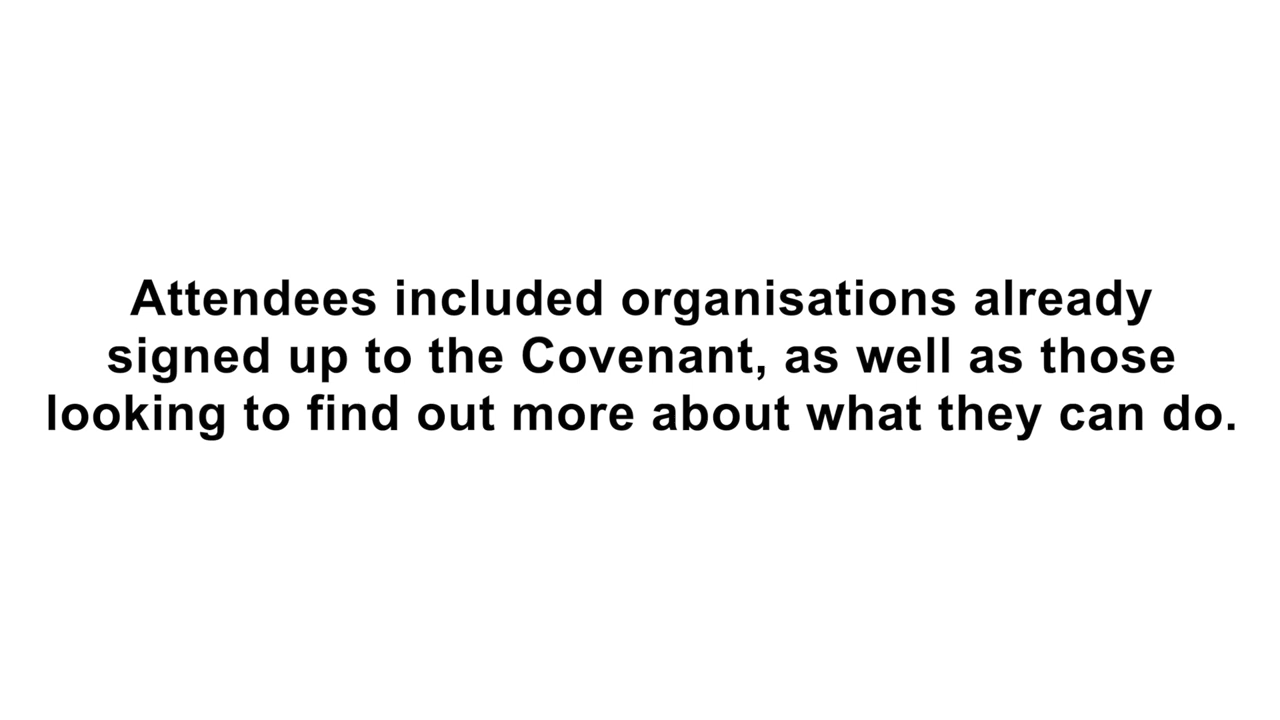 Attendees included organisations already
signed up to the Covenant, as well as those
looking to find out more about what they can do.